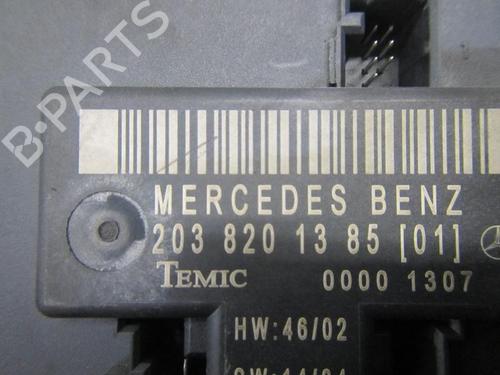 B-PARTS
MERCEDES BENZ
203 820 13 85 [01]
TEMIC 0000 1307
HW:46/02